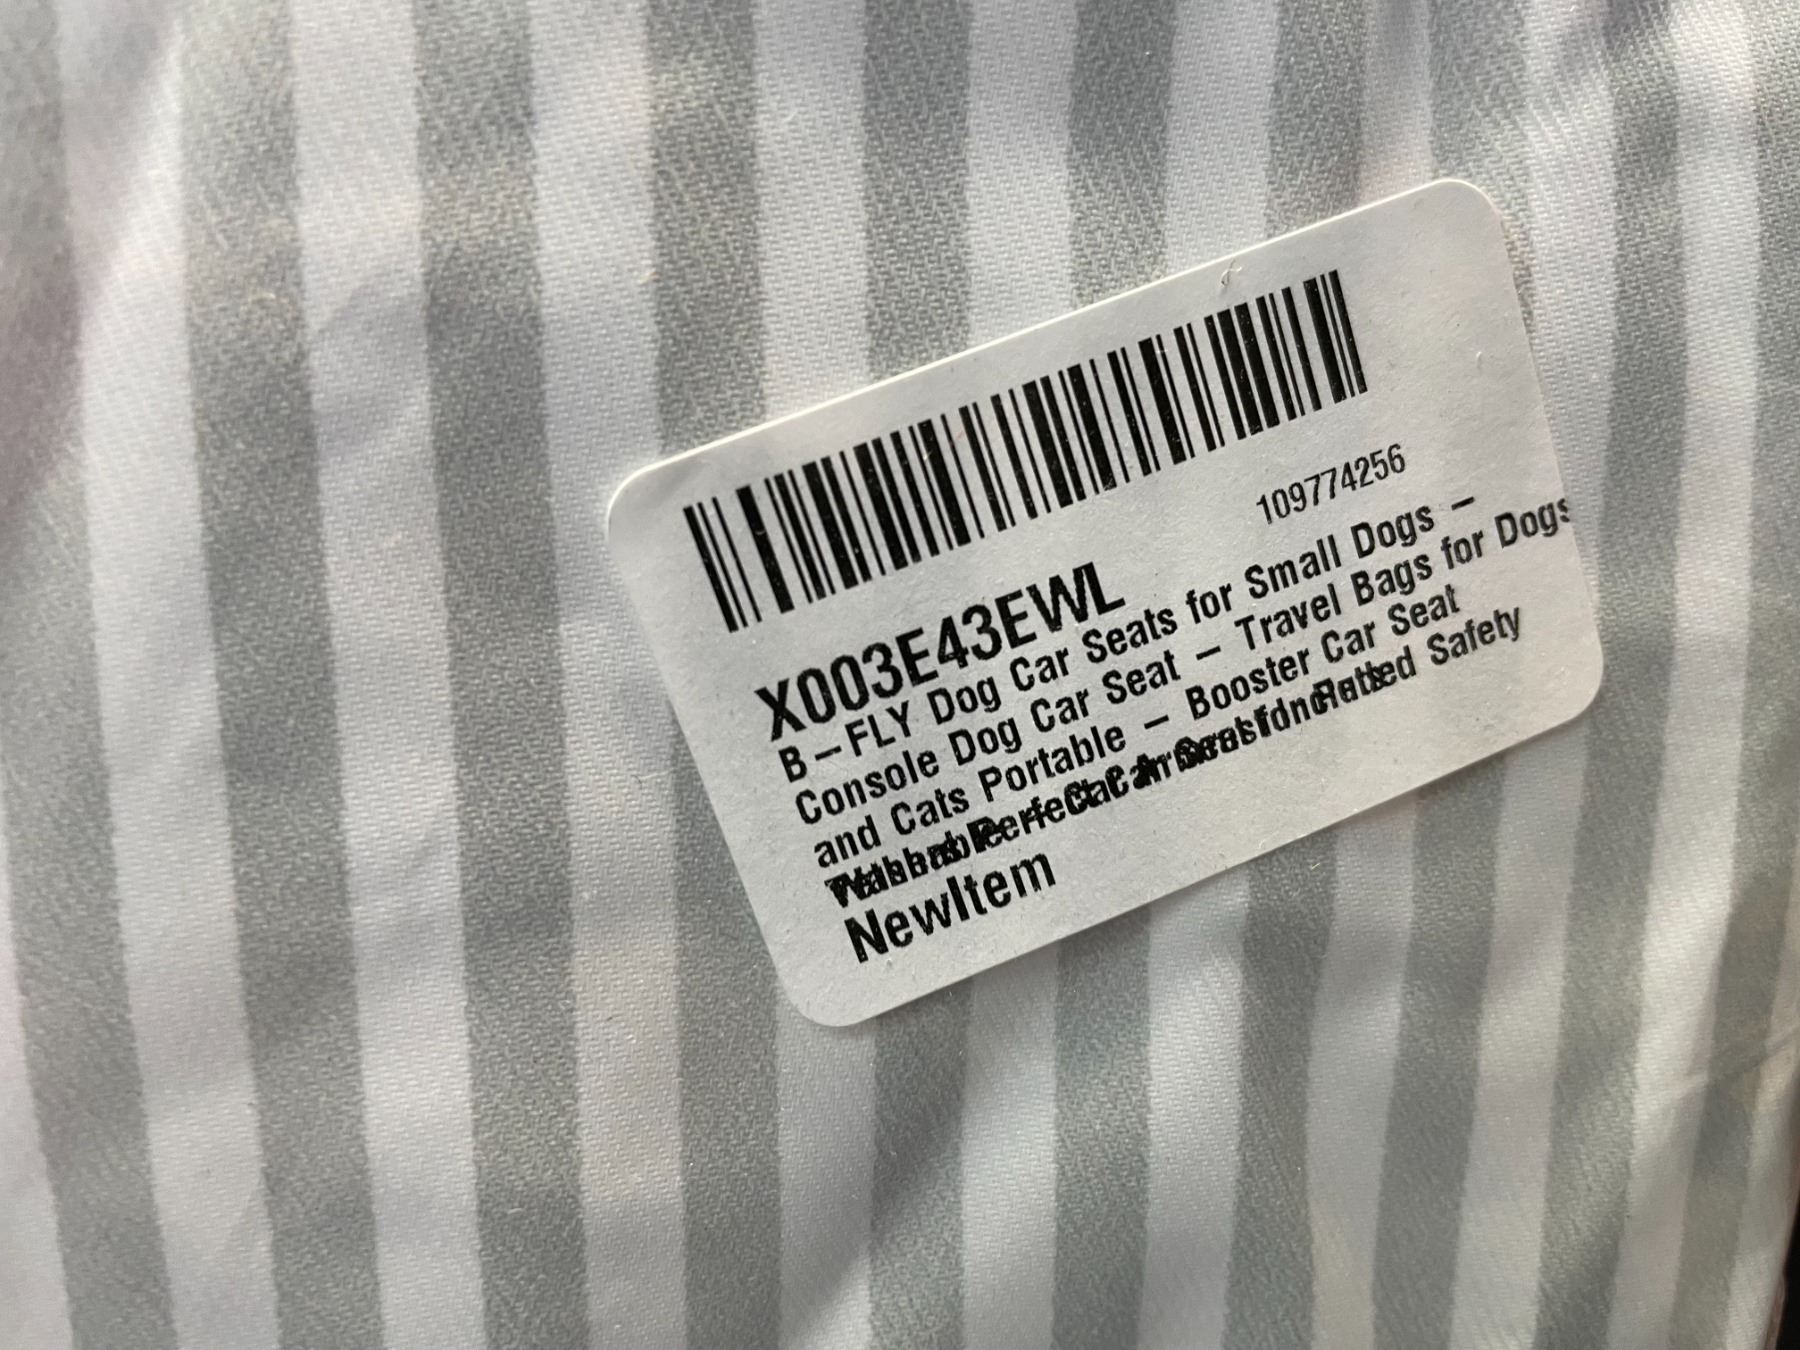 109774256
X003E43EWL
B-FLY Dog Car Seats for Small Dogs -
Console Dog Car Seat - Travel Bags for Dogs
and Cats Portable - Booster Car Seat
Safety
NewItem